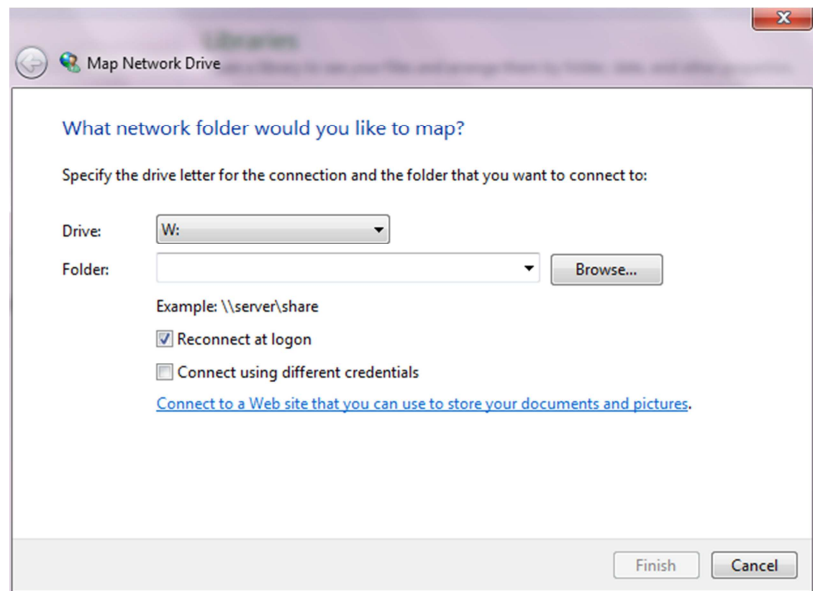 Libraries
Map Network Drive
What network folder would you like to map?
Specify the drive letter for the connection and the folder that you want to connect to:
Drive:
W:
Folder:
Browse...
Example: \\server\share
Reconnect at logon
Connect using different credentials
Connect to a Web site that you can use to store your documents and pictures.
Finish
Cancel